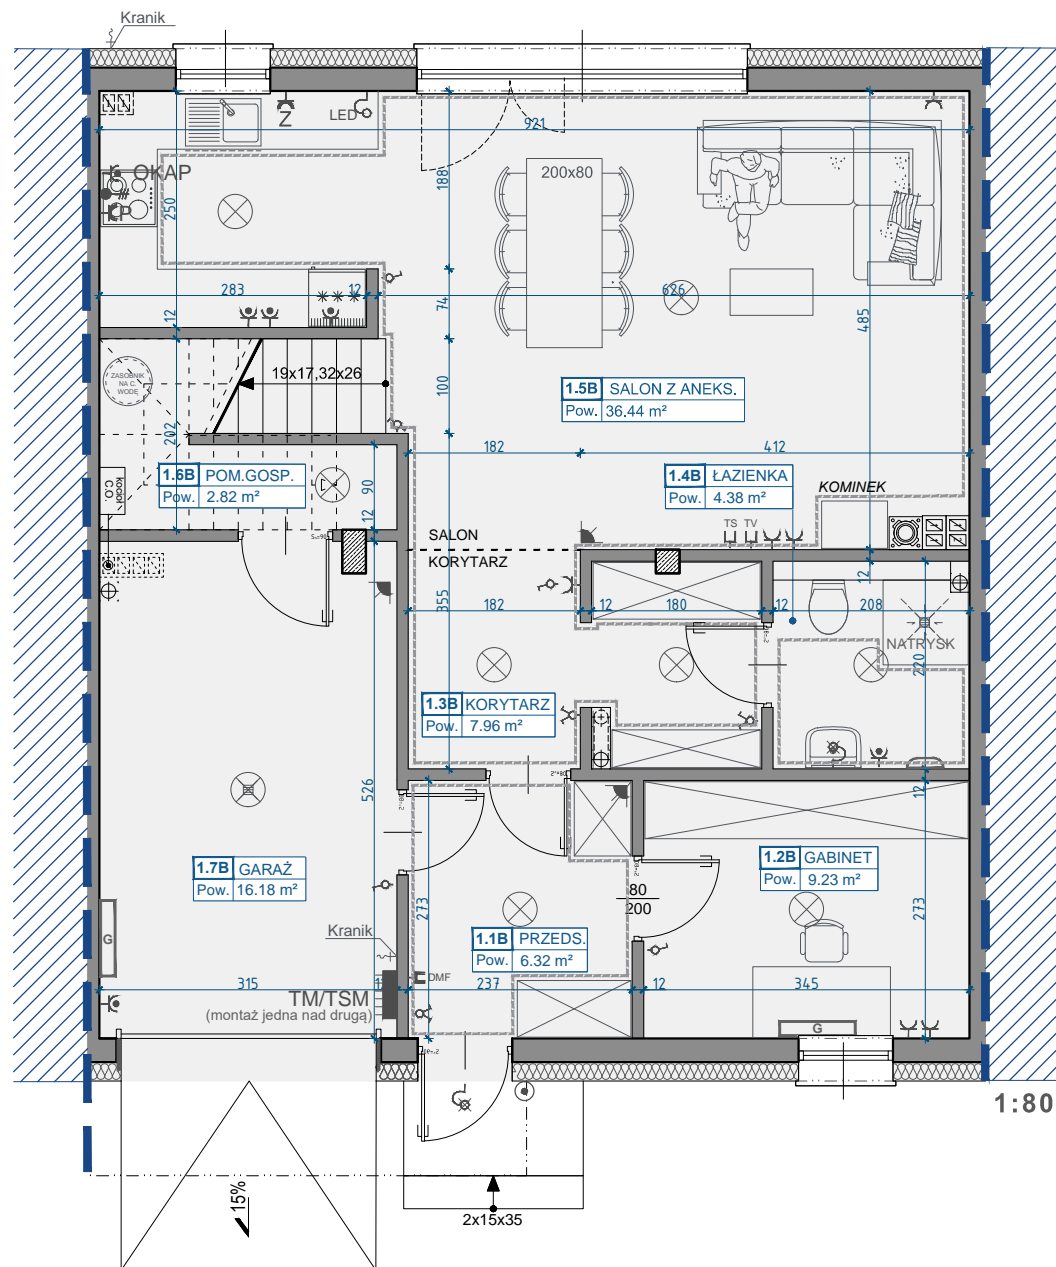 Kranik
Z
LED
921
OKAP
200x80
188
250
283
12
626
12
74
485
ZASOBNIK
NA C.
WODĘ
19x17,32x26
100
1.5B SALON Z ANEKS.
Pow. 36.44 m²
202
182
412
1.6B POM.GOSP.
Pow. 2.82 m²
1.4B ŁAZIENKA
Pow. 4.38 m²
Kocioł
C.O.
90
12
KOMINEK
TS TV
SALON
KORYTARZ
12
355
182
12
180
12
208
NATRYSK
220
1.3B KORYTARZ
Pow. 7.96 m²
526
12
1.7B GARAŻ
Pow. 16.18 m²
1.2B GABINET
Pow. 9.23 m²
80
200
273
273
G
Kranik
1.1B PRZEDS.
Pow. 6.32 m²
DMF
315
12
237
12
345
TM/TSM
(montaż jedna nad drugą)
G
1:80
15%
2x15x35